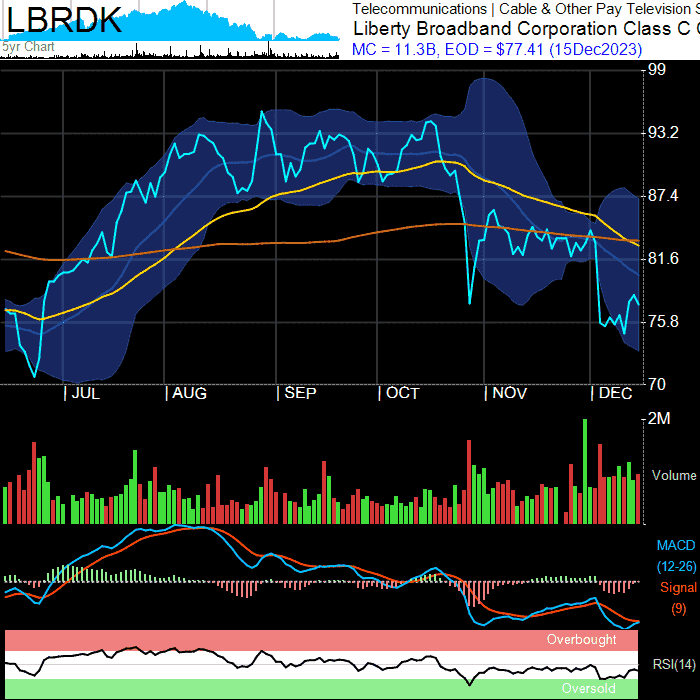 LBRDK
5yr Chart
Telecommunications | Cable & Other Pay Television S
Liberty Broadband Corporation Class C
MC = 11.3B, EOD = $77.41 (15Dec2023)
99
93.2
87.4
81.6
75.8
70
JUL
AUG
SEP
OCT
NOV
DEC
2M
Volume
MACD
(12-26)
Signal
(9)
Overbought
RSI(14)
Oversold